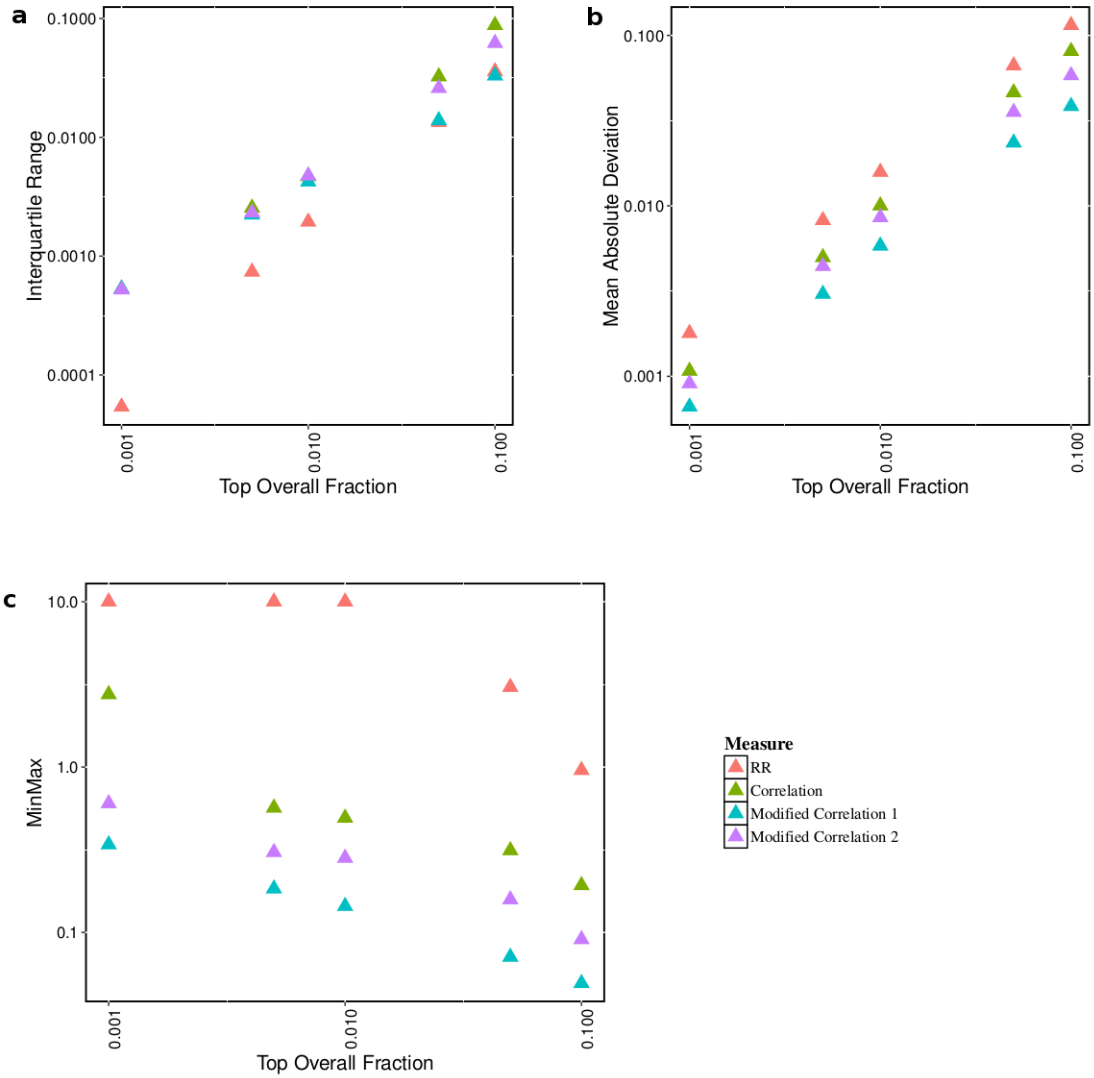 a
0.1000
0.0100
0.0010
0.0001
Interquartile Range
0.001
0.010
0.100
Top Overall Fraction
b
0.100
0.010
0.001
Mean Absolute Deviation
0.001
0.010
0.100
Top Overall Fraction
c
10.0
1.0
0.1
MinMax
0.001
0.010
0.100
Top Overall Fraction
Measure
RR
Correlation
Modified Correlation 1
Modified Correlation 2